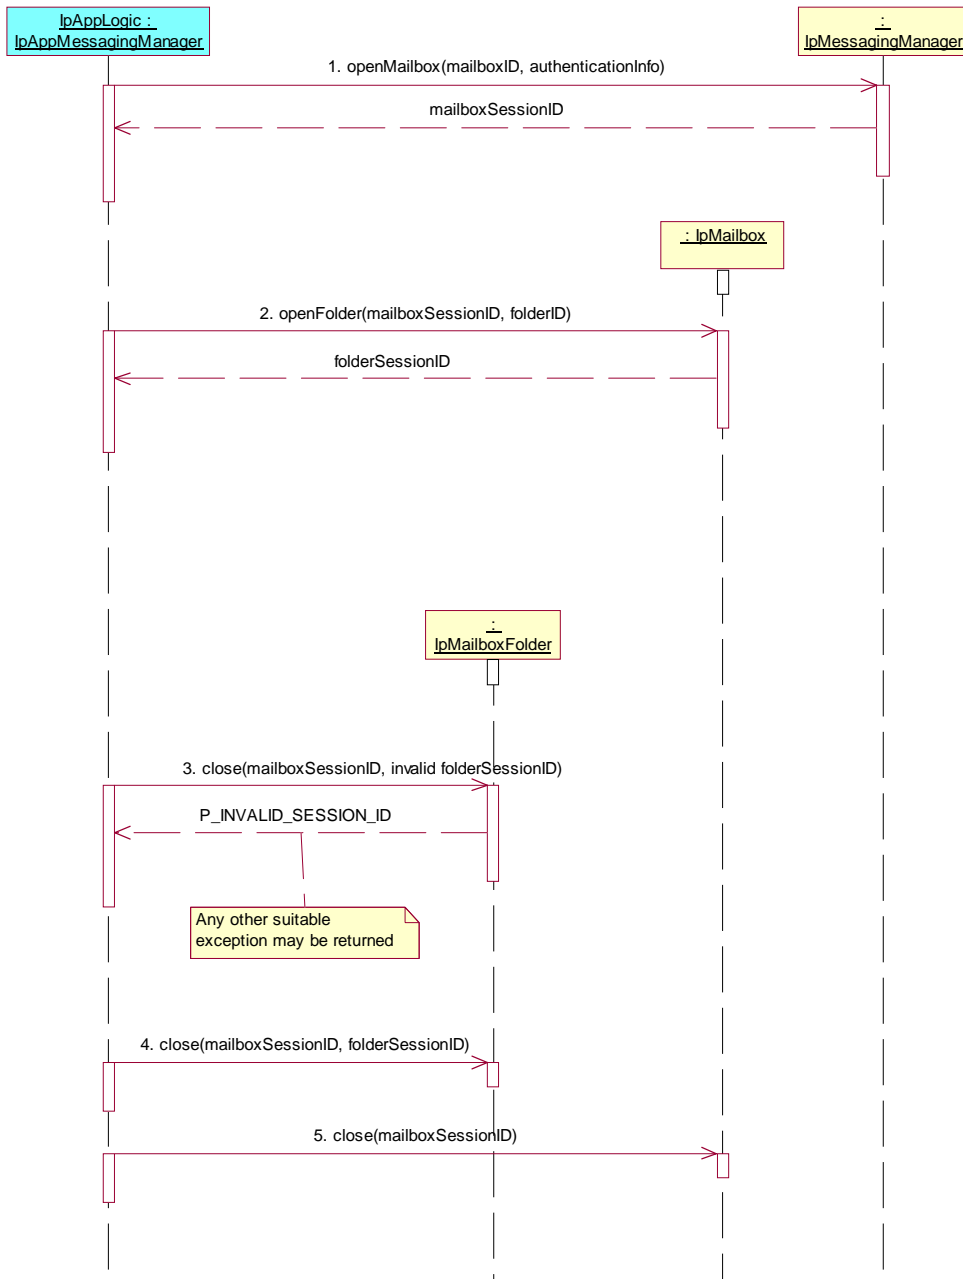 IpAppLogic :
IpAppMessagingManager
:
IpMessagingManager
1. openMailbox(mailboxID, authenticationInfo)
mailboxSessionID
: IpMailbox
2. openFolder(mailboxSessionID, folderID)
folderSessionID
:
IpMailboxFolder
3. close(mailboxSessionID, invalid folderSessionID)
P_INVALID_SESSION_ID
Any other suitable
exception may be returned
4. close(mailboxSessionID, folderSessionID)
5. close(mailboxSessionID)